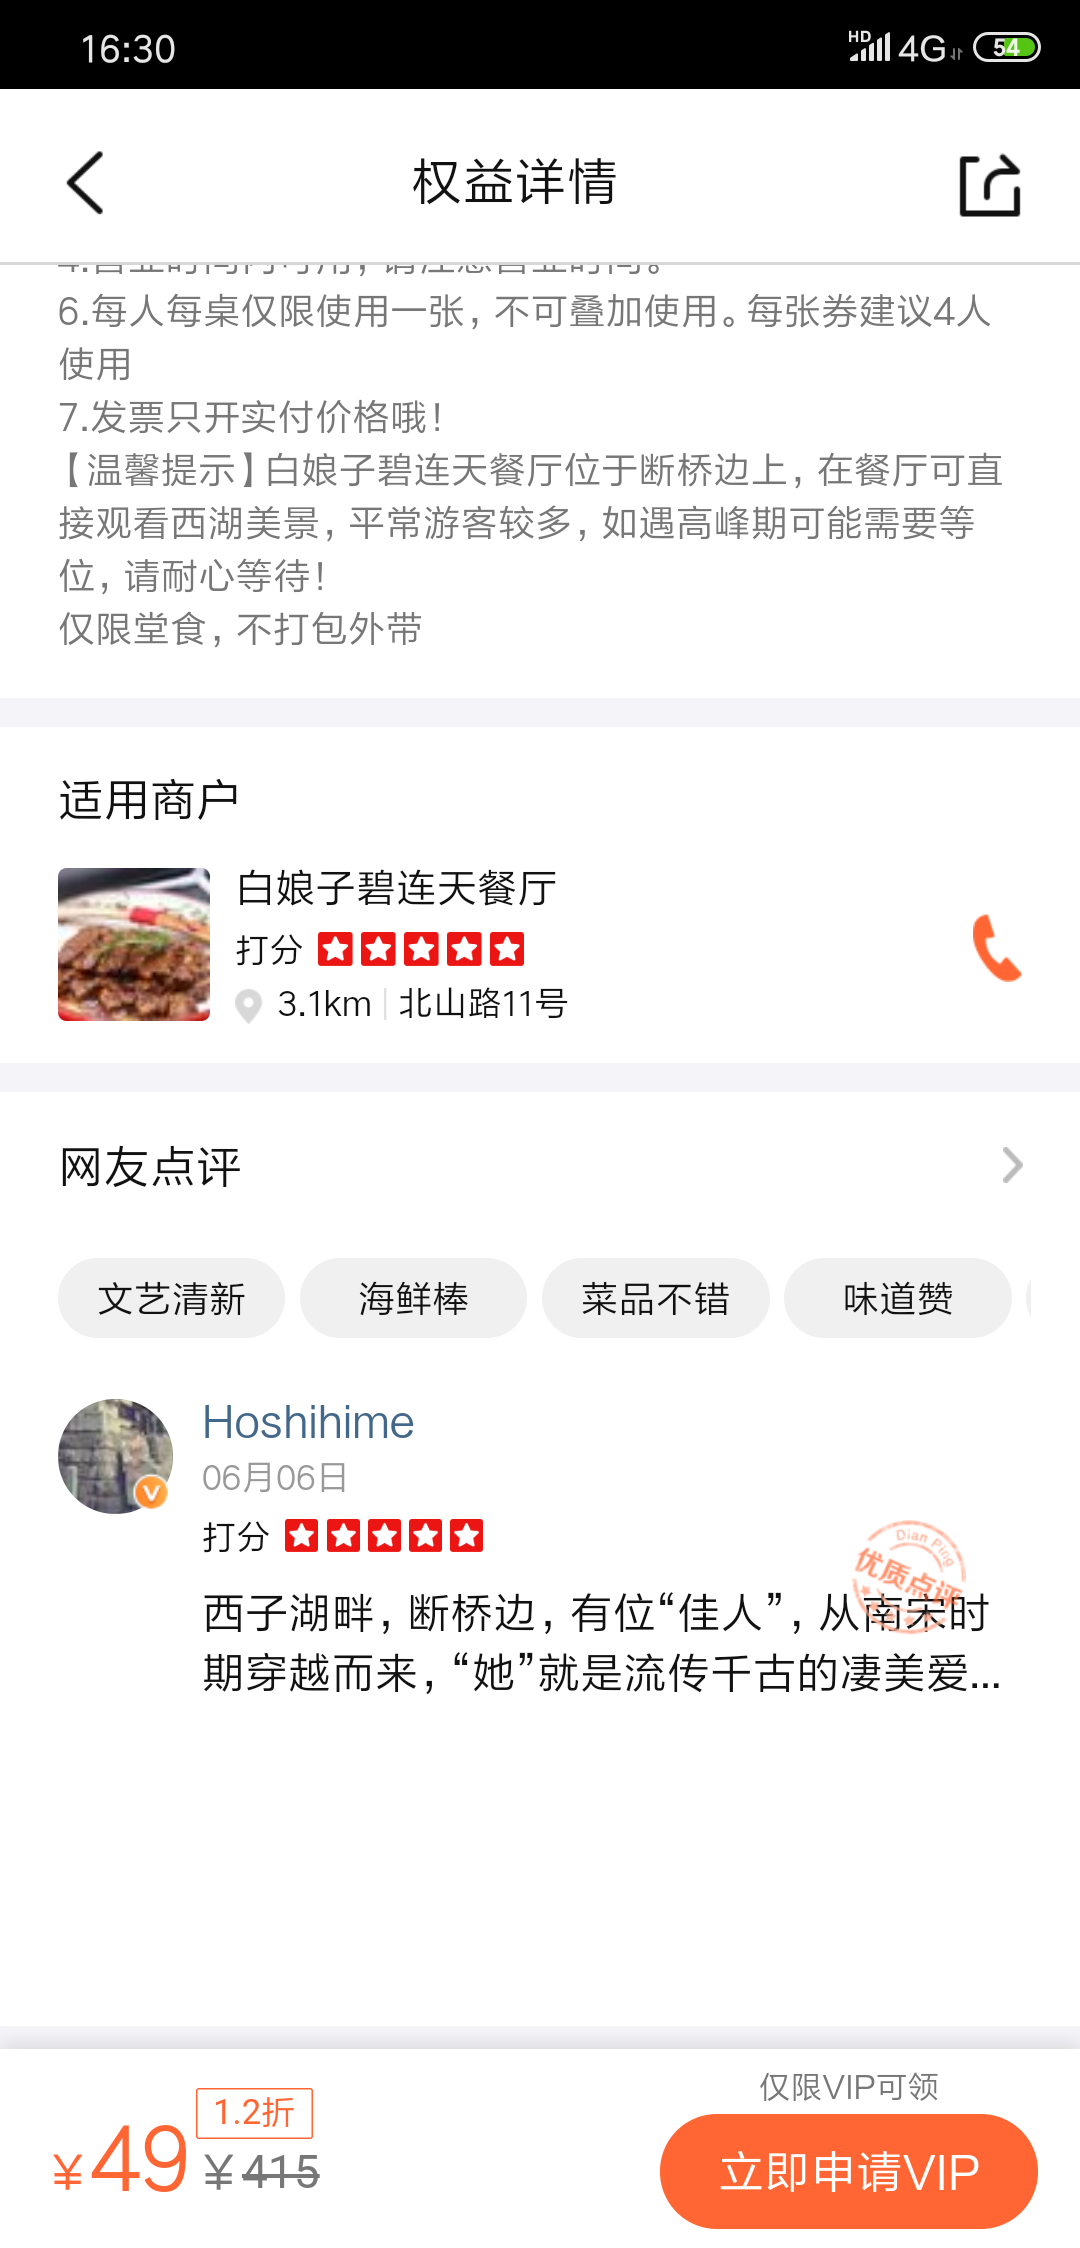 16:30
HD 4G 54
权益详情
6.每人每桌仅限使用一张，不可叠加使用。每张券建议4人
使用
7.发票只开实付价格哦！
【温馨提示】白娘子碧连天餐厅位于断桥边上，在餐厅可直
接观看西湖美景，平常游客较多，如遇高峰期可能需要等
位，请耐心等待！
仅限堂食，不打包外带
适用商户
白娘子碧连天餐厅
打分
3.1km 北山路11号
网友点评
文艺清新 海鲜棒 菜品不错 味道赞
Hoshihime
06月06日
打分
Dian Ping
优质点评
西子湖畔，断桥边，有位“佳人”，从南宋时
期穿越而来，“她”就是流传千古的凄美爱...
仅限VIP可领
1.2折
¥49 ¥415
立即申请VIP